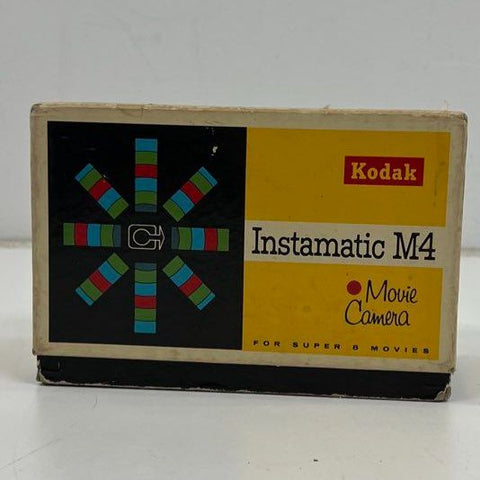 Kodak
Instamatic M4
Movie
Camera
FOR SUPER 8 MOVIES